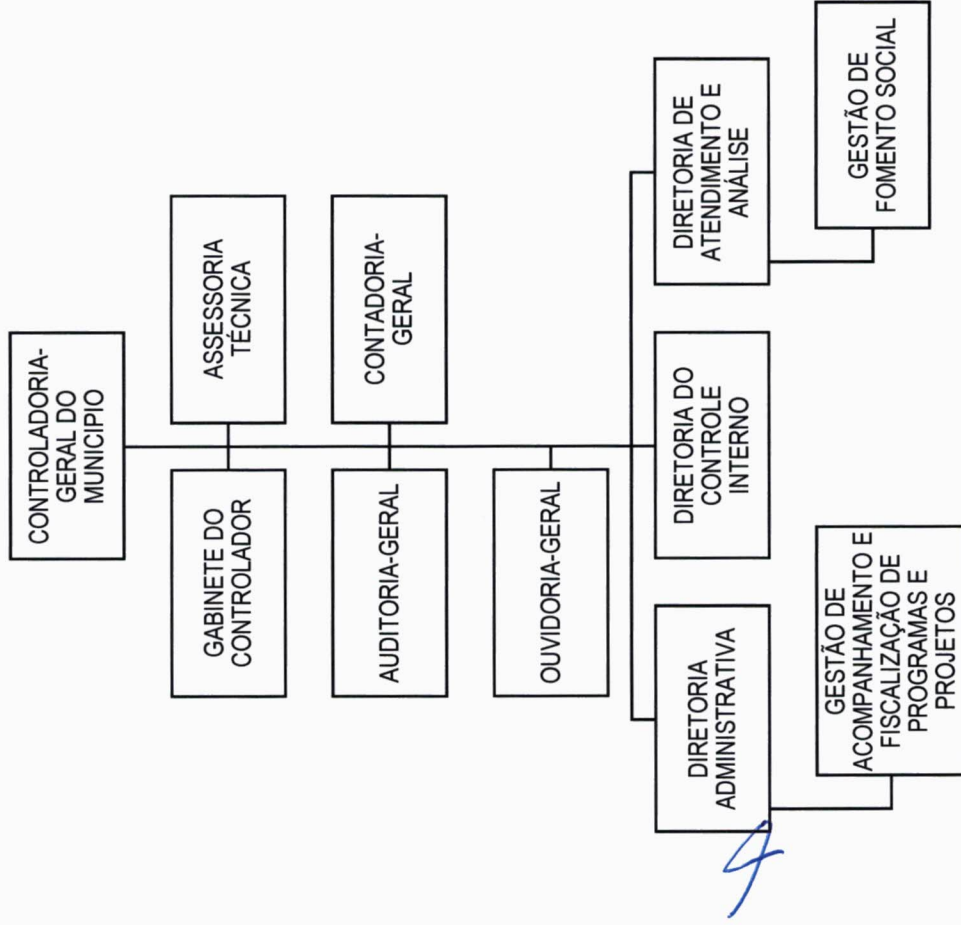 CONTROLADORIA-
GERAL DO
MUNICIPIO
GABINETE DO
CONTROLADOR
ASSESSORIA
TÉCNICA
AUDITORIA-GERAL
CONTADORIA-
GERAL
OUVIDORIA-GERAL
DIRETORIA
ADMINISTRATIVA
DIRETORIA DO
CONTROLE
INTERNO
DIRETORIA DE
ATENDIMENTO E
ANÁLISE
GESTÃO DE
ACOMPANHAMENTO E
FISCALIZAÇÃO DE
PROGRAMAS E
PROJETOS
GESTÃO DE
FOMENTO SOCIAL